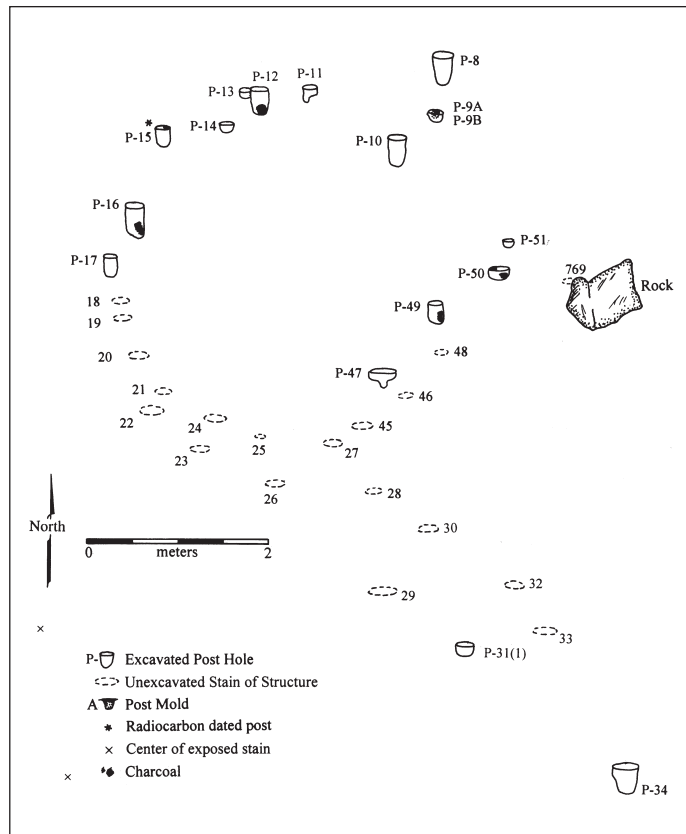 P-8
P-11
P-12
P-13
P-9A
P-9B
P-14
P-15
*
P-10
P-16
P-51
P-17
P-50
769
Rock
18
P-49
19
20
48
P-47
21
46
22
24
45
23
25
27
26
28
North
30
0 meters 2
29
32
33
P-31(1)
P- Excavated Post Hole
Unexcavated Stain of Structure
A Post Mold
* Radiocarbon dated post
× Center of exposed stain
Charcoal
P-34